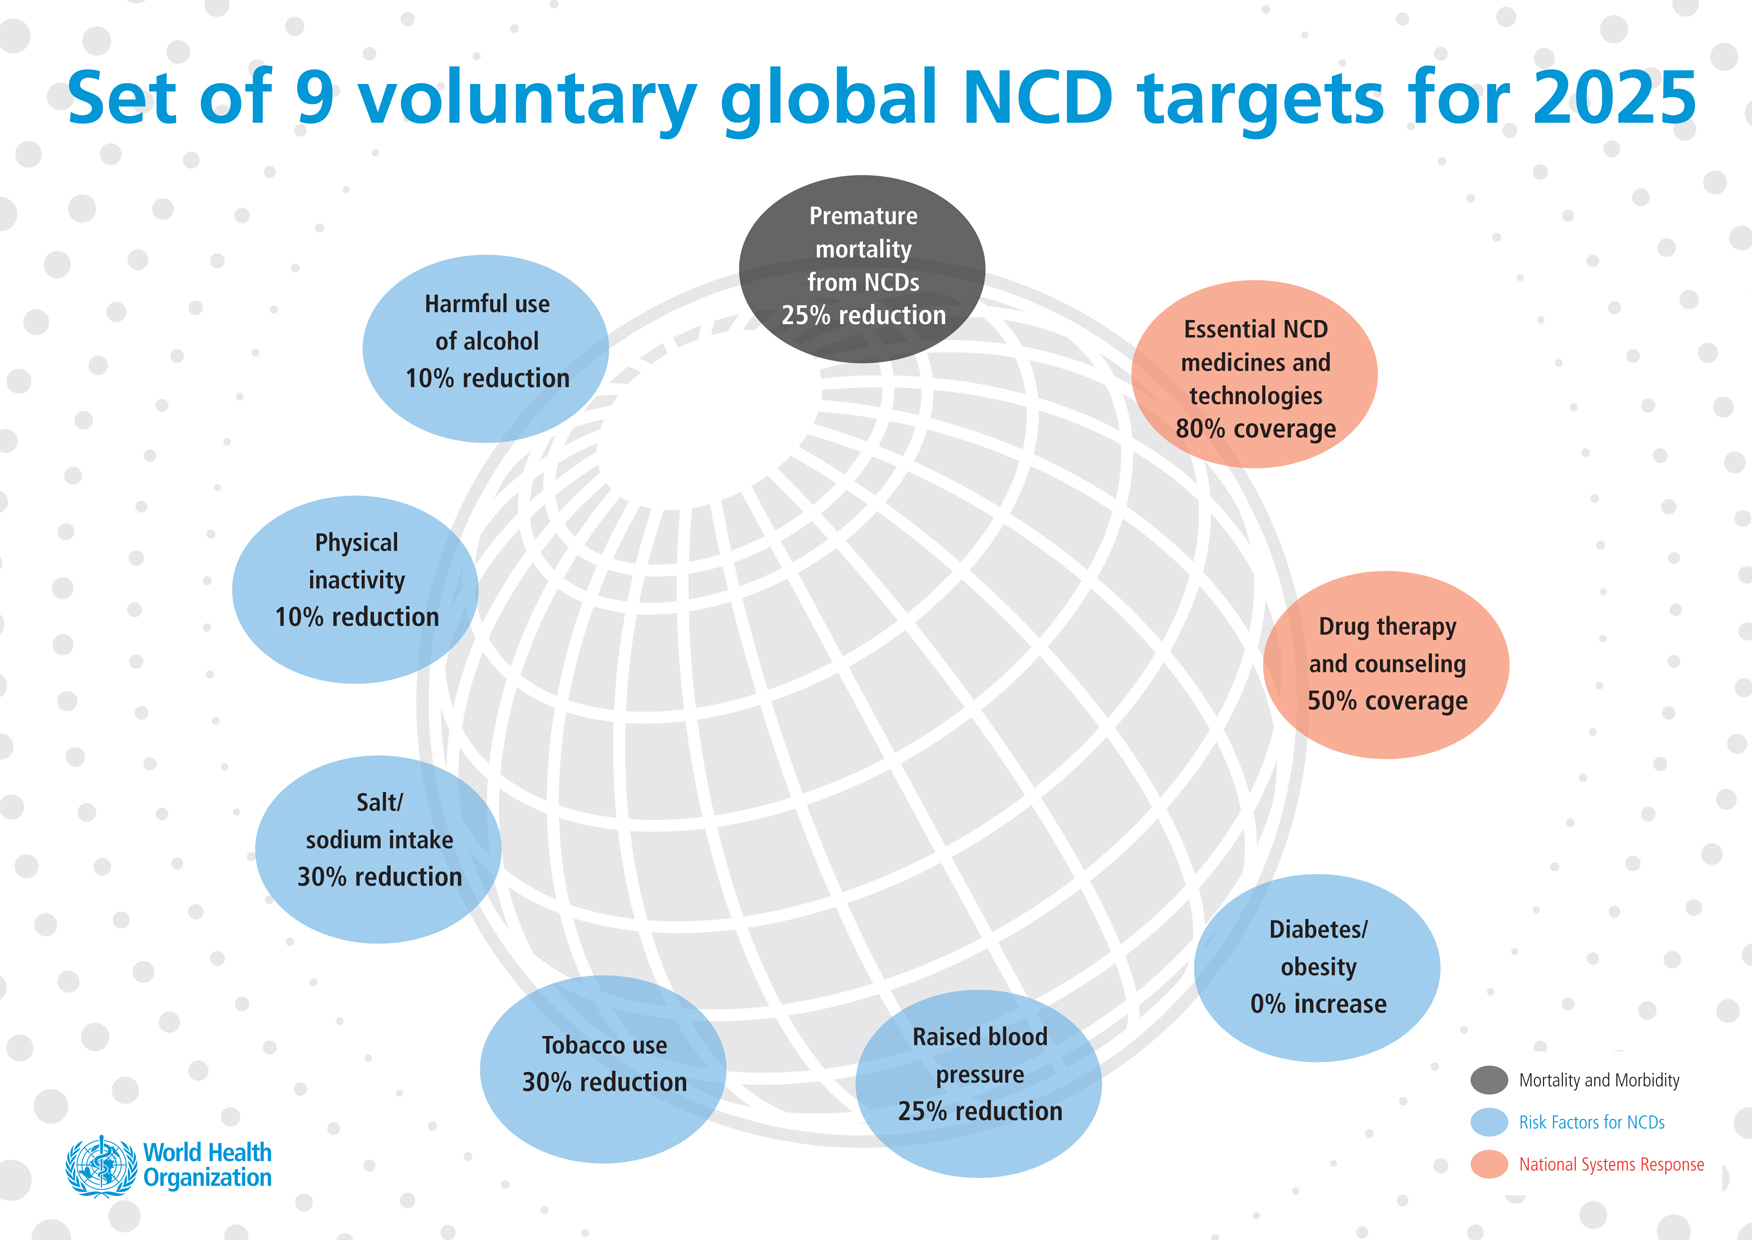 Set of 9 voluntary global NCD targets for 2025
Premature
mortality
from NCDs
25% reduction
Harmful use
of alcohol
10% reduction
Essential NCD
medicines and
technologies
80% coverage
Physical
inactivity
10% reduction
Drug therapy
and counseling
50% coverage
Salt/
sodium intake
30% reduction
Diabetes/
obesity
0% increase
Tobacco use
30% reduction
Raised blood
pressure
25% reduction
Mortality and Morbidity
Risk Factors for NCDs
National Systems Response
World Health
Organization